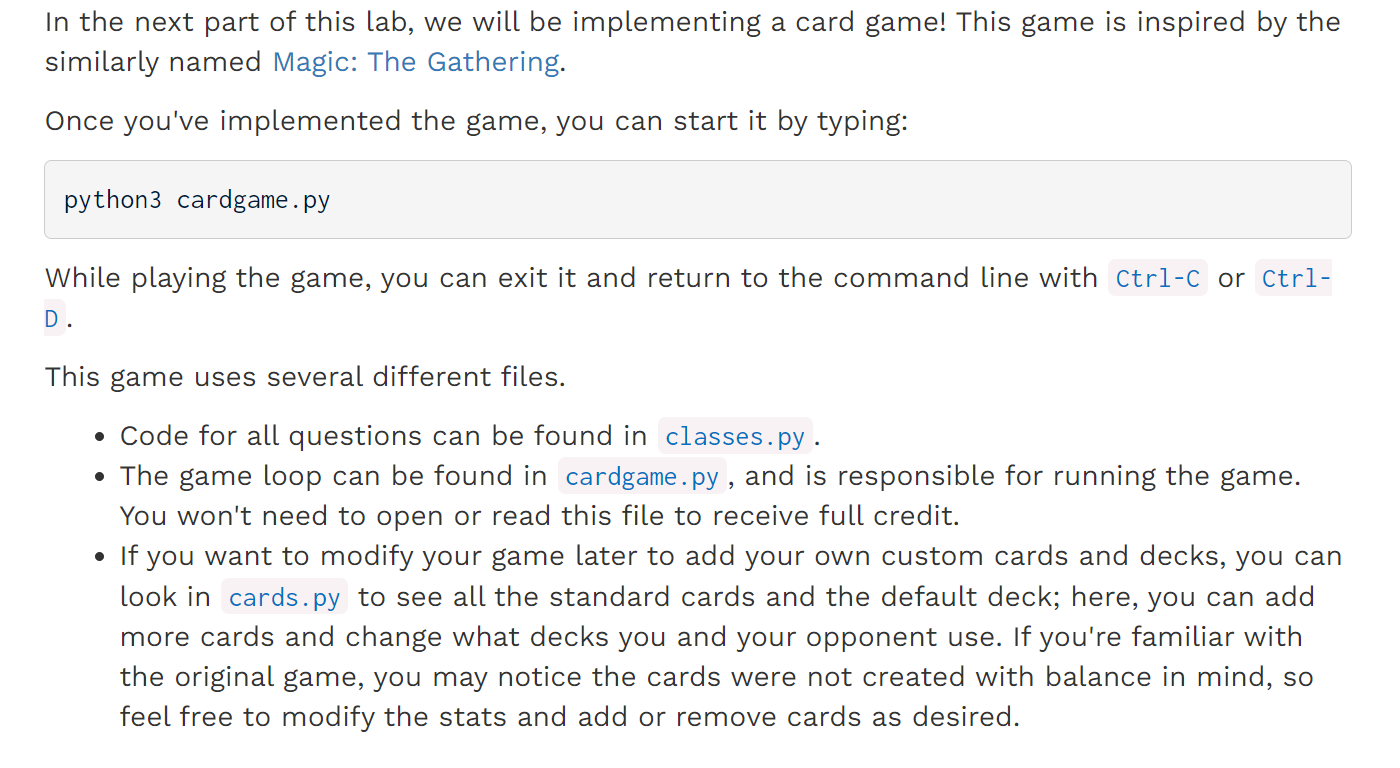 In the next part of this lab, we will be implementing a card game! This game is inspired by the
similarly named Magic: The Gathering.
Once you've implemented the game, you can start it by typing:
python3 cardgame.py
While playing the game, you can exit it and return to the command line with Ctrl-C or Ctrl-
D.
This game uses several different files.
• Code for all questions can be found in classes.py.
• The game loop can be found in cardgame.py, and is responsible for running the game.
You won't need to open or read this file to receive full credit.
• If you want to modify your game later to add your own custom cards and decks, you can
look in cards.py to see all the standard cards and the default deck; here, you can add
more cards and change what decks you and your opponent use. If you're familiar with
the original game, you may notice the cards were not created with balance in mind, so
feel free to modify the stats and add or remove cards as desired.